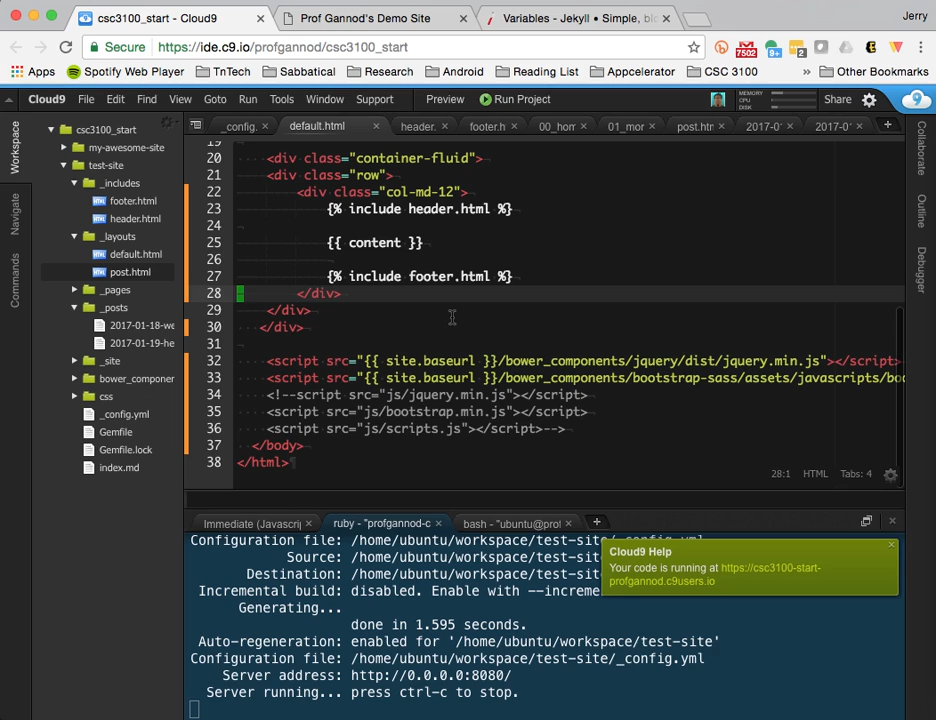 csc3100_start - Cloud9
Prof Gannod's Demo Site
Variables - Jekyll • Simple, blo
Jerry
Secure
https://ide.c9.io/profgannod/csc3100_start
7502
9+
2
Apps
Spotify Web Player
TnTech
Sabbatical
Research
Android
Reading List
Appcelerator
CSC 3100
»
Other Bookmarks
Cloud9 File Edit Find View Goto Run Tools Window Support Preview Run Project
MEMORY
CPU
DISK
Share
Workspace
Navigate
Commands
csc3100_start
my-awesome-site
test-site
_includes
footer.html
header.html
_layouts
default.html
post.html
_pages
_posts
2017-01-18-we
2017-01-19-he
_site
bower_componen
css
_config.yml
Gemfile
Gemfile.lock
index.md
_config.
default.html
header.
footer.h
00_hom
01_mor
post.htn
2017-0
2017-0
19
20 <div class="container-fluid">
21 <div class="row">
22 <div class="col-md-12">
23 {% include header.html %}
24
25 {{ content }}
26
27 {% include footer.html %}
28 </div>
29 </div>
30 </div>
31
32 <script src="{{ site.baseurl }}/bower_components/jquery/dist/jquery.min.js"></script>
33 <script src="{{ site.baseurl }}/bower_components/bootstrap-sass/assets/javascripts/boo
34 <!--script src="js/jquery.min.js"></script>
35 <script src="js/bootstrap.min.js"></script>
36 <script src="js/scripts.js"></script>-->
37 </body>
38 </html>
28:1 HTML Tabs: 4
Collaborate
Outline
Debugger
Immediate (Javascrip
ruby - "profgannod-c
bash - "ubuntu@prof
Configuration file: /home/ubuntu/workspace/test-site/_config.yml
Source: /home/ubuntu/workspace/test-site
Destination: /home/ubuntu/workspace/test-site
Incremental build: disabled. Enable with --increme
Generating...
done in 1.595 seconds.
Auto-regeneration: enabled for '/home/ubuntu/workspace/test-site'
Configuration file: /home/ubuntu/workspace/test-site/_config.yml
Server address: http://0.0.0.0:8080/
Server running... press ctrl-c to stop.
Cloud9 Help
Your code is running at https://csc3100-start-
profgannod.c9users.io